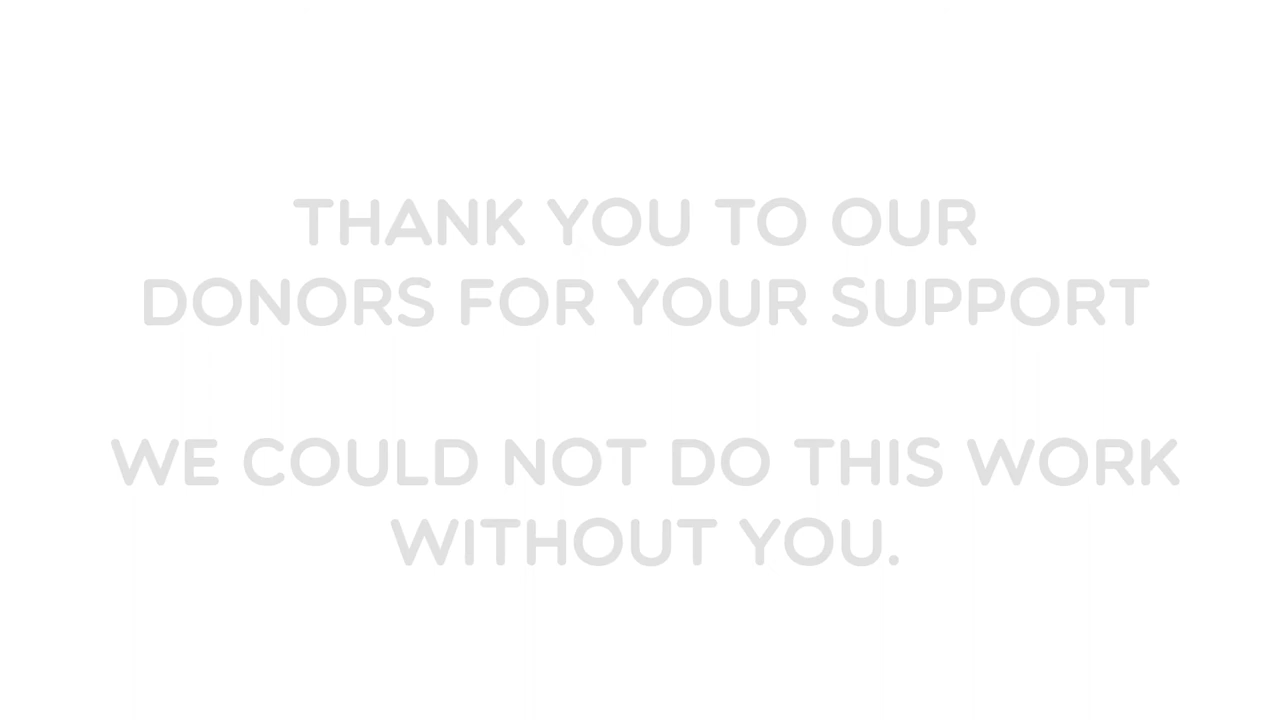 THANK YOU TO OUR
DONORS FOR YOUR SUPPORT
WE COULD NOT DO THIS WORK
WITHOUT YOU.